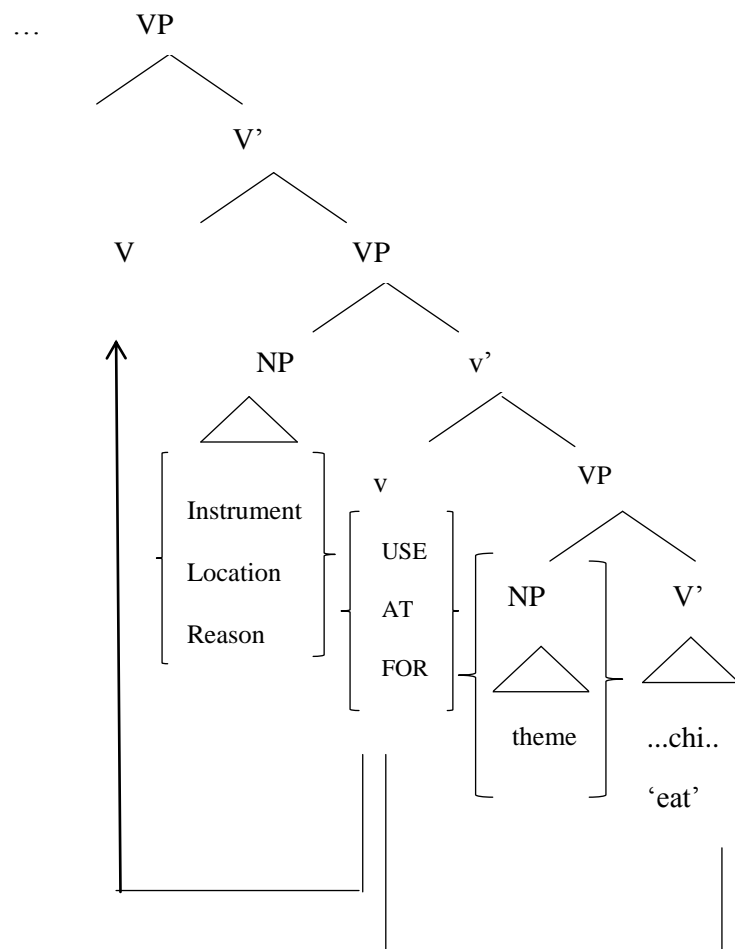 … VP
V’
V VP
NP v’
v VP
Instrument
USE
NP V’
Location
AT
Reason
FOR
theme ...chi..
‘eat’